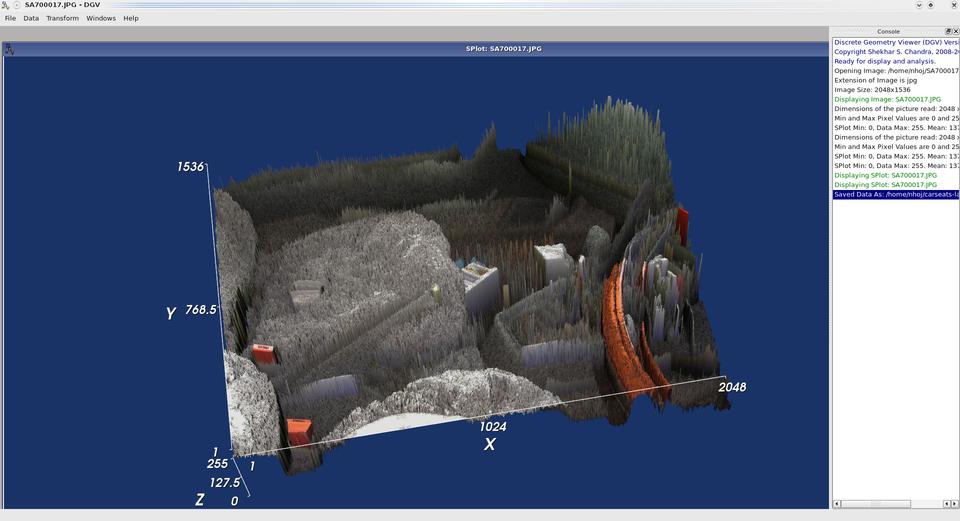 SA700017.JPG - DGV
File Data Transform Windows Help
SPlot: SA700017.JPG
1536
Y 768.5
1
255
127.5
Z 0
1
1024
X
2048
Console
Discrete Geometry Viewer (DGV) Vers
Copyright Shekhar S. Chandra, 2008-2
Ready for display and analysis.
Opening Image: /home/nhoj/SA700017
Extension of Image is jpg
Image Size: 2048x1536
Displaying Image: SA700017.JPG
Dimensions of the picture read: 2048 x
Min and Max Pixel Values are 0 and 25
SPlot Min: 0, Data Max: 255. Mean: 137
Dimensions of the picture read: 2048 x
Min and Max Pixel Values are 0 and 25
SPlot Min: 0, Data Max: 255. Mean: 137
SPlot Min: 0, Data Max: 255. Mean: 137
Displaying SPlot: SA700017.JPG
Displaying SPlot: SA700017.JPG
Saved Data As: /home/nhoj/carseats-la